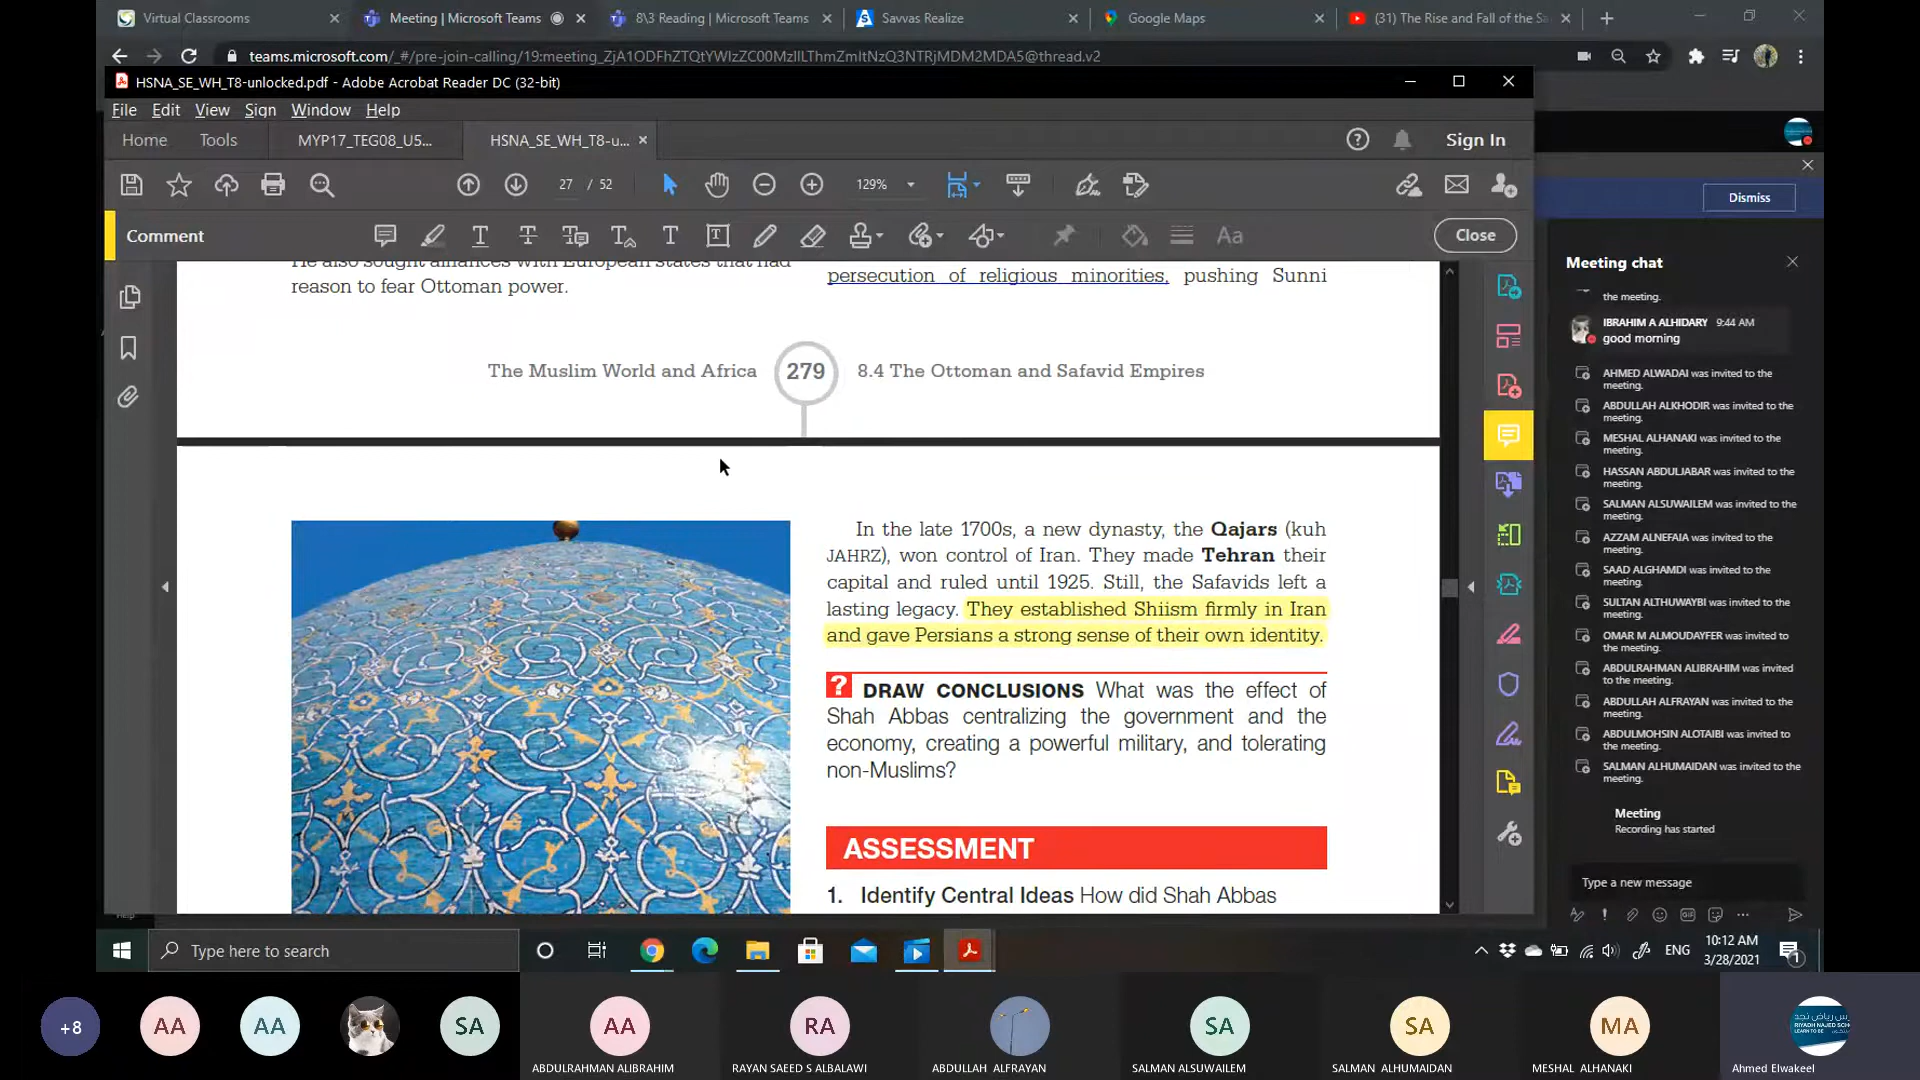 Virtual Classrooms
Meeting | Microsoft Teams
8\3 Reading | Microsoft Teams
Savvas Realize
Google Maps
(31) The Rise and Fall of the Sa
teams.microsoft.com/_#/pre-join-calling/19:meeting_ZjA1ODFhZTQtYWIzZC00MzllLThmZmItNzQ3NTRjMDM2MDA5@thread.v2
HSNA_SE_WH_T8-unlocked.pdf - Adobe Acrobat Reader DC (32-bit)
File Edit View Sign Window Help
Home Tools MYP17_TEG08_U5... HSNA_SE_WH_T8-u... Sign In
27 / 52 129%
Dismiss
Comment
Close
He also sought alliances with European states that had
reason to fear Ottoman power.
persecution of religious minorities, pushing Sunni
The Muslim World and Africa 279 8.4 The Ottoman and Safavid Empires
In the late 1700s, a new dynasty, the Qajars (kuh
JAHRZ), won control of Iran. They made Tehran their
capital and ruled until 1925. Still, the Safavids left a
lasting legacy. They established Shiism firmly in Iran
and gave Persians a strong sense of their own identity.
? DRAW CONCLUSIONS What was the effect of
Shah Abbas centralizing the government and the
economy, creating a powerful military, and tolerating
non-Muslims?
ASSESSMENT
1. Identify Central Ideas How did Shah Abbas
Meeting chat
the meeting.
IBRAHIM A ALHIDARY 9:44 AM
good morning
AHMED ALWADAI was invited to the
meeting.
ABDULLAH ALKHODIR was invited to the
meeting.
MESHAL ALHANAKI was invited to the
meeting.
HASSAN ABDULJABAR was invited to the
meeting.
SALMAN ALSUWAILEM was invited to the
meeting.
AZZAM ALNEFAIA was invited to the
meeting.
SAAD ALGHAMDI was invited to the
meeting.
SULTAN ALTHUWAYBI was invited to the
meeting.
OMAR M ALMOUDAYFER was invited to
the meeting.
ABDULRAHMAN ALIBRAHIM was invited
to the meeting.
ABDULLAH ALFRAYAN was invited to the
meeting.
ABDULMOHSIN ALOTAIBI was invited to
the meeting.
SALMAN ALHUMAIDAN was invited to the
meeting.
Meeting
Recording has started
Type a new message
Help
Type here to search
ENG
10:12 AM
3/28/2021
1
+8 AA AA SA AA RA SA SA MA
ABDULRAHMAN ALIBRAHIM
RAYAN SAEED S ALBALAWI
ABDULLAH ALFRAYAN
SALMAN ALSUWAILEM
SALMAN ALHUMAIDAN
MESHAL ALHANAKI
Ahmed Elwakeel